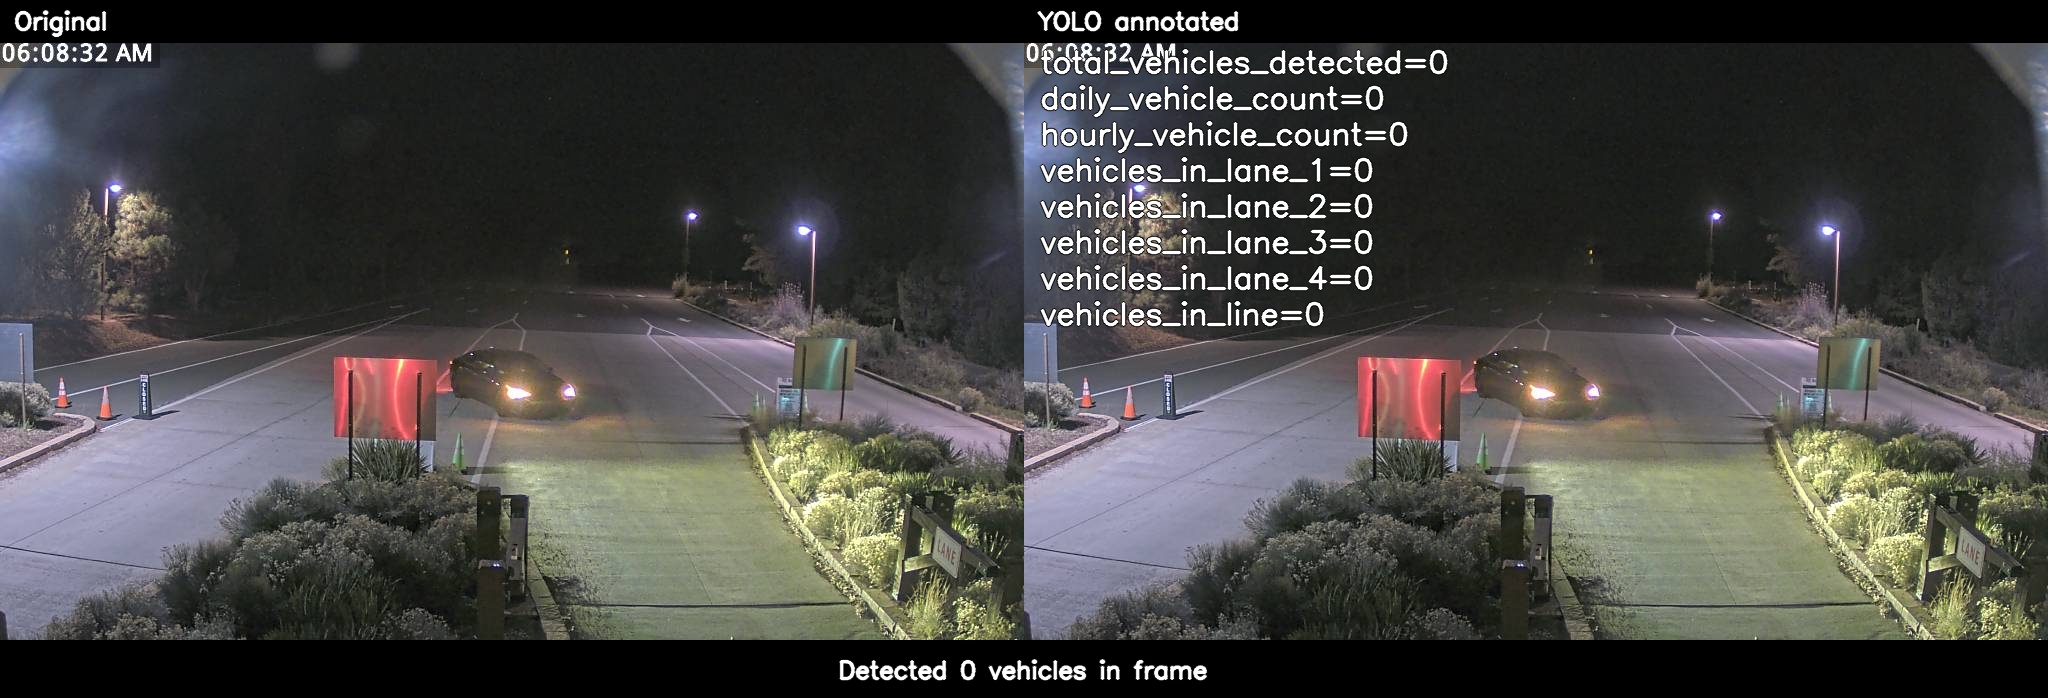 Original
YOLO annotated
06:08:32 AM
06:08:32 AM
total_vehicles_detected=0
daily_vehicle_count=0
hourly_vehicle_count=0
vehicles_in_lane_1=0
vehicles_in_lane_2=0
vehicles_in_lane_3=0
vehicles_in_lane_4=0
vehicles_in_line=0
CLOSED
LANE
LANE
Detected 0 vehicles in frame